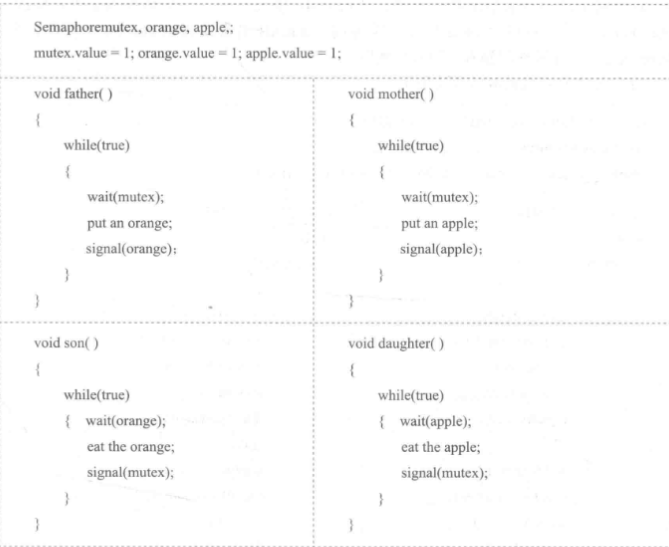 Semaphoremutex, orange, apple,;
mutex.value = 1; orange.value = 1; apple.value = 1;
void father( )
{
while(true)
{
wait(mutex);
put an orange;
signal(orange);
}
}
void mother( )
{
while(true)
{
wait(mutex);
put an apple;
signal(apple);
}
}
void son( )
{
while(true)
{ wait(orange);
eat the orange;
signal(mutex);
}
}
void daughter( )
{
while(true)
{ wait(apple);
eat the apple;
signal(mutex);
}
}